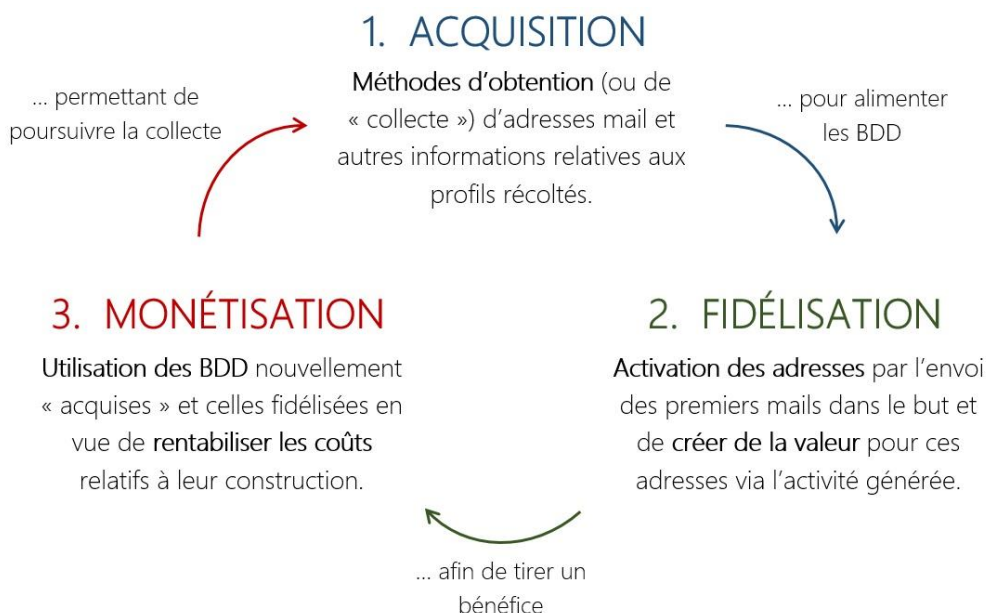 1. ACQUISITION
Méthodes d'obtention (ou de
« collecte ») d'adresses mail et
autres informations relatives aux
profils récoltés.
... pour alimenter
les BDD
2. FIDÉLISATION
Activation des adresses par l'envoi
des premiers mails dans le but et
de créer de la valeur pour ces
adresses via l'activité générée.
... afin de tirer un
bénéfice
3. MONÉTISATION
Utilisation des BDD nouvellement
« acquises » et celles fidélisées en
vue de rentabiliser les coûts
relatifs à leur construction.
... permettant de
poursuivre la collecte